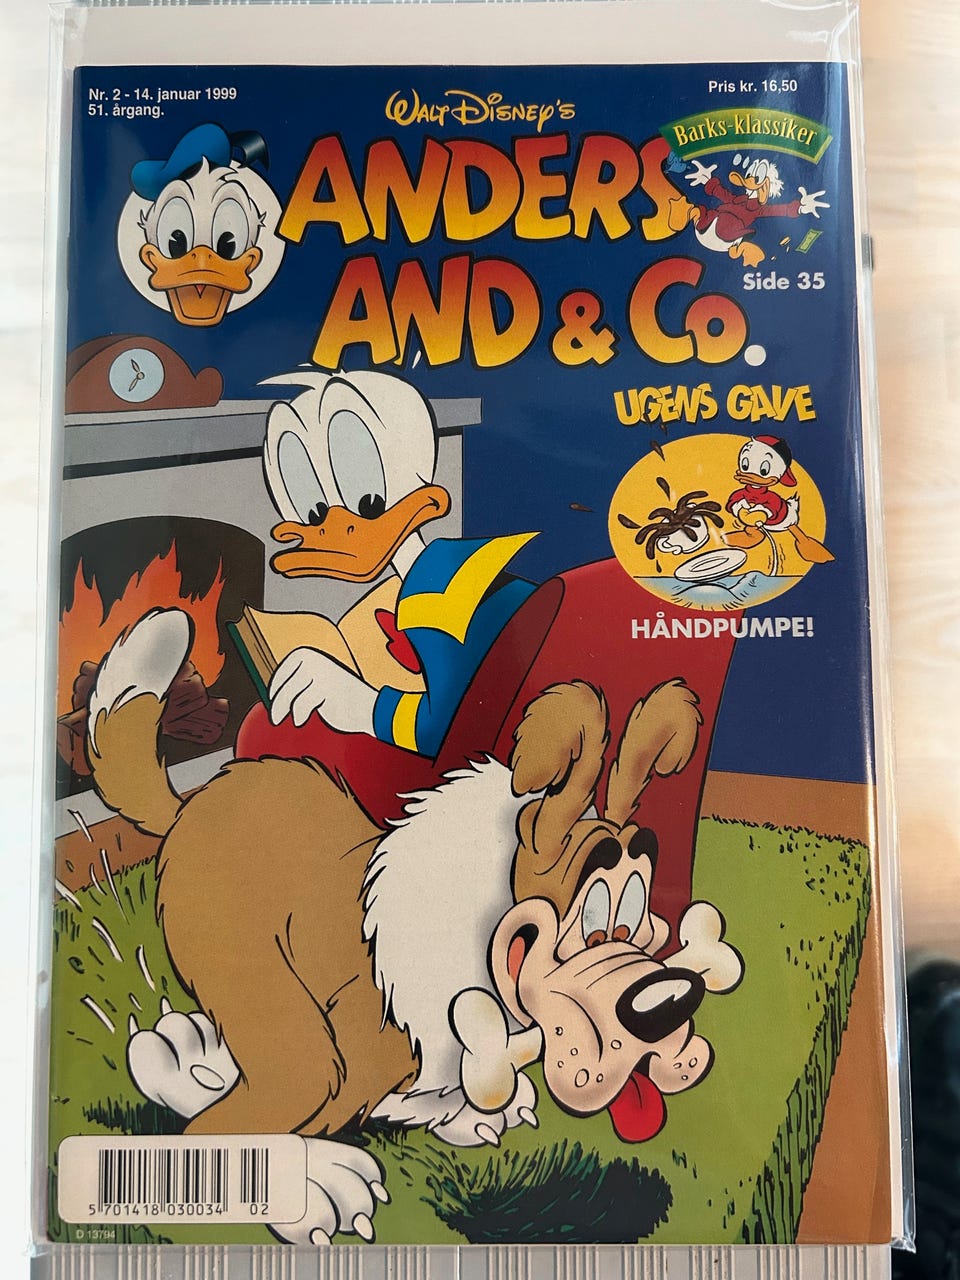 Nr. 2 - 14. januar 1999
51. årgang.
Pris kr. 16,50
WALT DISNEY'S
ANDERS
AND & Co.
Barks-klassiker
Side 35
UGENS GAVE
HÅNDPUMPE!
5 701418 030034 02
D 13794